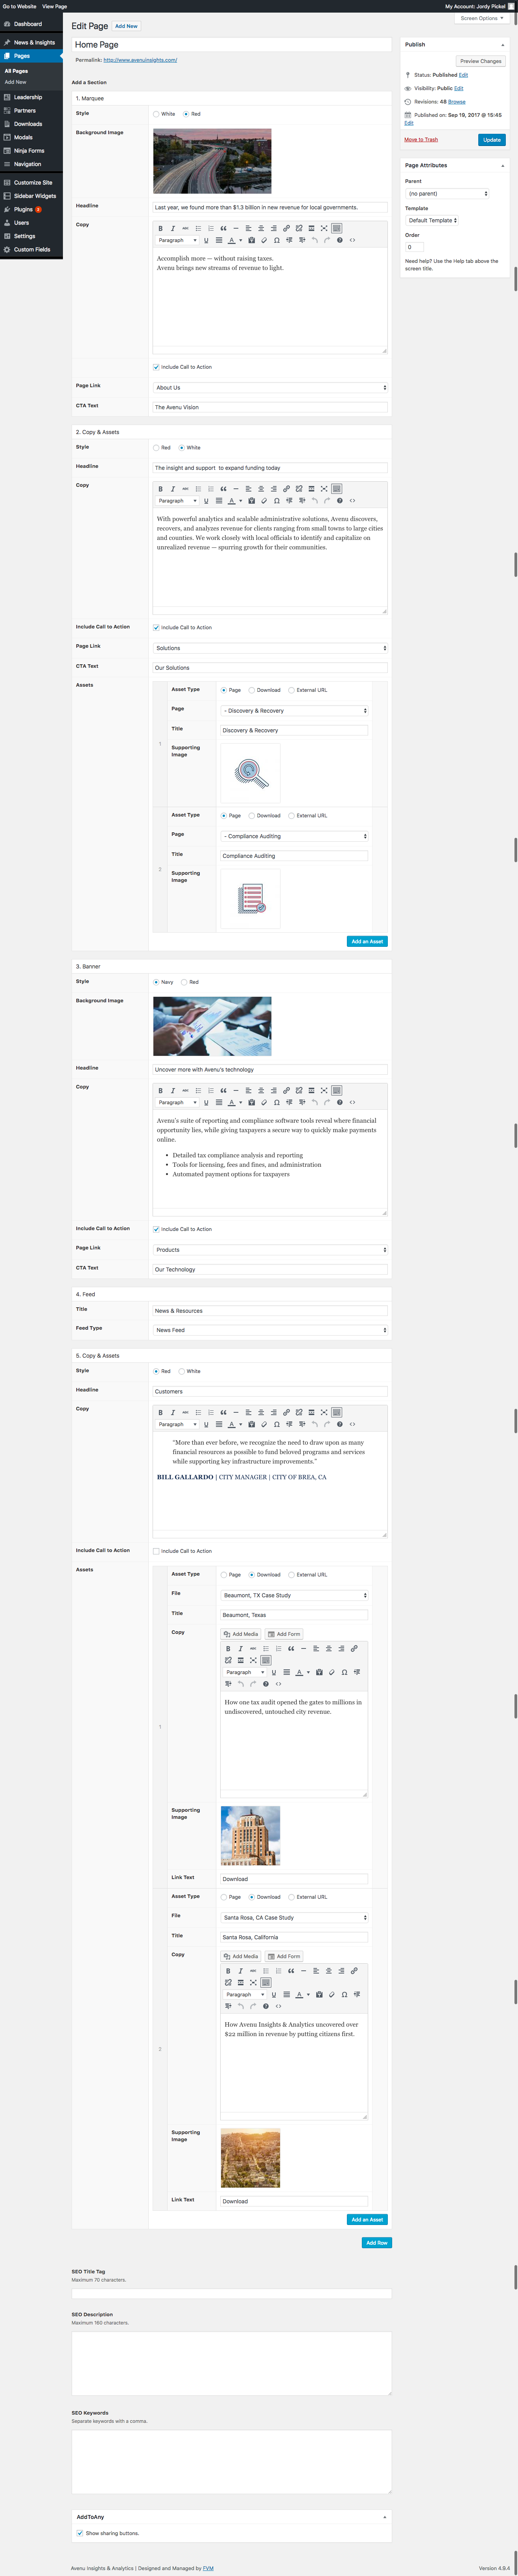 Go to Website View Page My Account: Jordy Pickel
Screen Options
Dashboard
News & Insights
Pages
All Pages
Add New
Leadership
Partners
Downloads
Modals
Ninja Forms
Navigation
Customize Site
Sidebar Widgets
Plugins
Users
Settings
Custom Fields
Edit Page Add New
Home Page
Permalink: http://www.avenuinsights.com/
Publish
Preview Changes
Status: Published Edit
Visibility: Public Edit
Revisions: 48 Browse
Published on: Sep 19, 2017 @ 15:45
Edit
Move to Trash Update
Page Attributes
Parent
(no parent)
Template
Default Template
Order
0
Need help? Use the Help tab above the
screen title.
Add a Section
1. Marquee
Style White Red
Background Image
Headline Last year, we found more than $1.3 billion in new revenue for local governments.
Copy
Paragraph
Accomplish more — without raising taxes.
Avenu brings new streams of revenue to light.
Include Call to Action
Page Link About Us
CTA Text The Avenu Vision
2. Copy & Assets
Style Red White
Headline The insight and support to expand funding today
Copy
Paragraph
With powerful analytics and scalable administrative solutions, Avenu discovers,
recovers, and analyzes revenue for clients ranging from small towns to large cities
and counties. We work closely with local officials to identify and capitalize on
unrealized revenue — spurring growth for their communities.
Include Call to Action Include Call to Action
Page Link Solutions
CTA Text Our Solutions
Assets
Asset Type Page Download External URL
Page - Discovery & Recovery
Title Discovery & Recovery
1
Supporting
Image
Asset Type Page Download External URL
Page - Compliance Auditing
Title Compliance Auditing
2
Supporting
Image
Add an Asset
3. Banner
Style Navy Red
Background Image
Headline Uncover more with Avenu's technology
Copy
Paragraph
Avenu's suite of reporting and compliance software tools reveal where financial
opportunity lies, while giving taxpayers a secure way to quickly make payments
online.
• Detailed tax compliance analysis and reporting
• Tools for licensing, fees and fines, and administration
• Automated payment options for taxpayers
Include Call to Action Include Call to Action
Page Link Products
CTA Text Our Technology
4. Feed
Title News & Resources
Feed Type News Feed
5. Copy & Assets
Style Red White
Headline Customers
Copy
Paragraph
"More than ever before, we recognize the need to draw upon as many
financial resources as possible to fund beloved programs and services
while supporting key infrastructure improvements."
BILL GALLARDO | CITY MANAGER | CITY OF BREA, CA
Include Call to Action Include Call to Action
Assets
Asset Type Page Download External URL
File Beaumont, TX Case Study
Title Beaumont, Texas
Copy Add Media Add Form
Paragraph
How one tax audit opened the gates to millions in
undiscovered, untouched city revenue.
1
Supporting
Image
Link Text Download
Asset Type Page Download External URL
File Santa Rosa, CA Case Study
Title Santa Rosa, California
Copy Add Media Add Form
Paragraph
How Avenu Insights & Analytics uncovered over
$22 million in revenue by putting citizens first.
2
Supporting
Image
Link Text Download
Add an Asset
Add Row
SEO Title Tag
Maximum 70 characters.
SEO Description
Maximum 160 characters.
SEO Keywords
Separate keywords with a comma.
AddToAny
Show sharing buttons.
Avenu Insights & Analytics | Designed and Managed by FVM Version 4.9.4